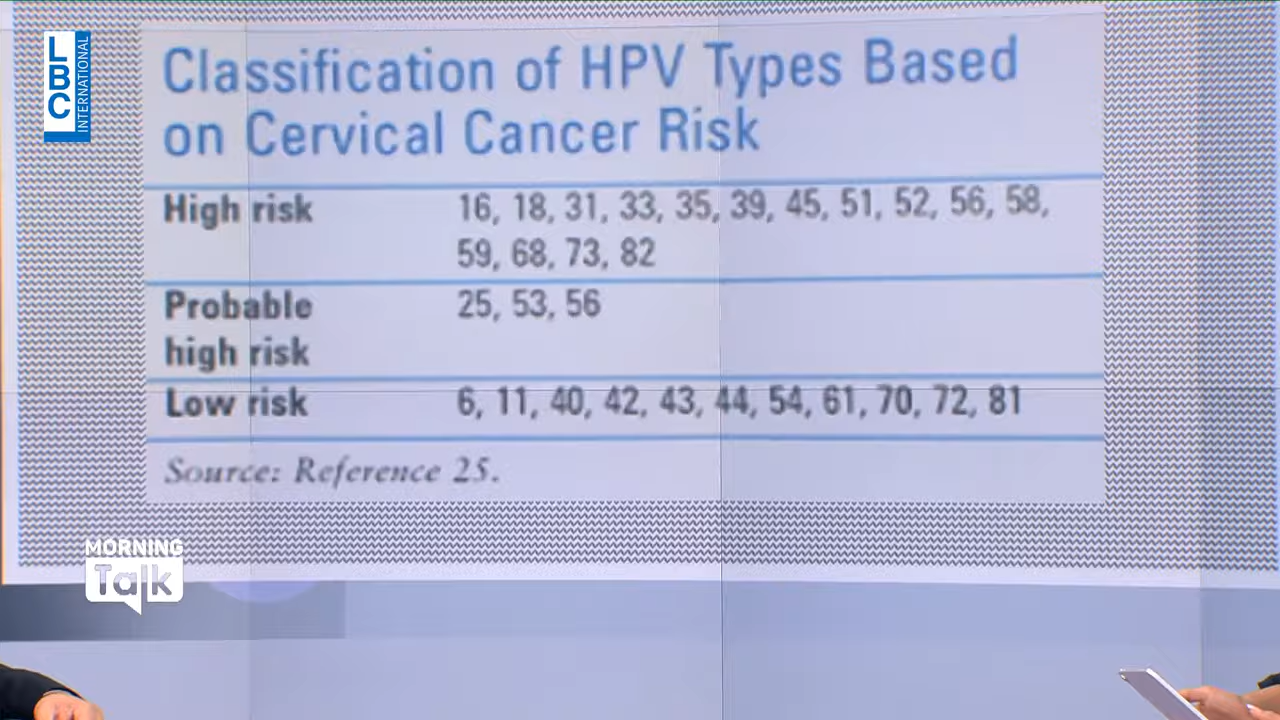 LBC
INTERNATIONAL
Classification of HPV Types Based
on Cervical Cancer Risk
High risk 16, 18, 31, 33, 35, 39, 45, 51, 52, 56, 58,
59, 68, 73, 82
Probable 25, 53, 56
high risk
Low risk 6, 11, 40, 42, 43, 44, 54, 61, 70, 72, 81
Source: Reference 25.
MORNING
Talk